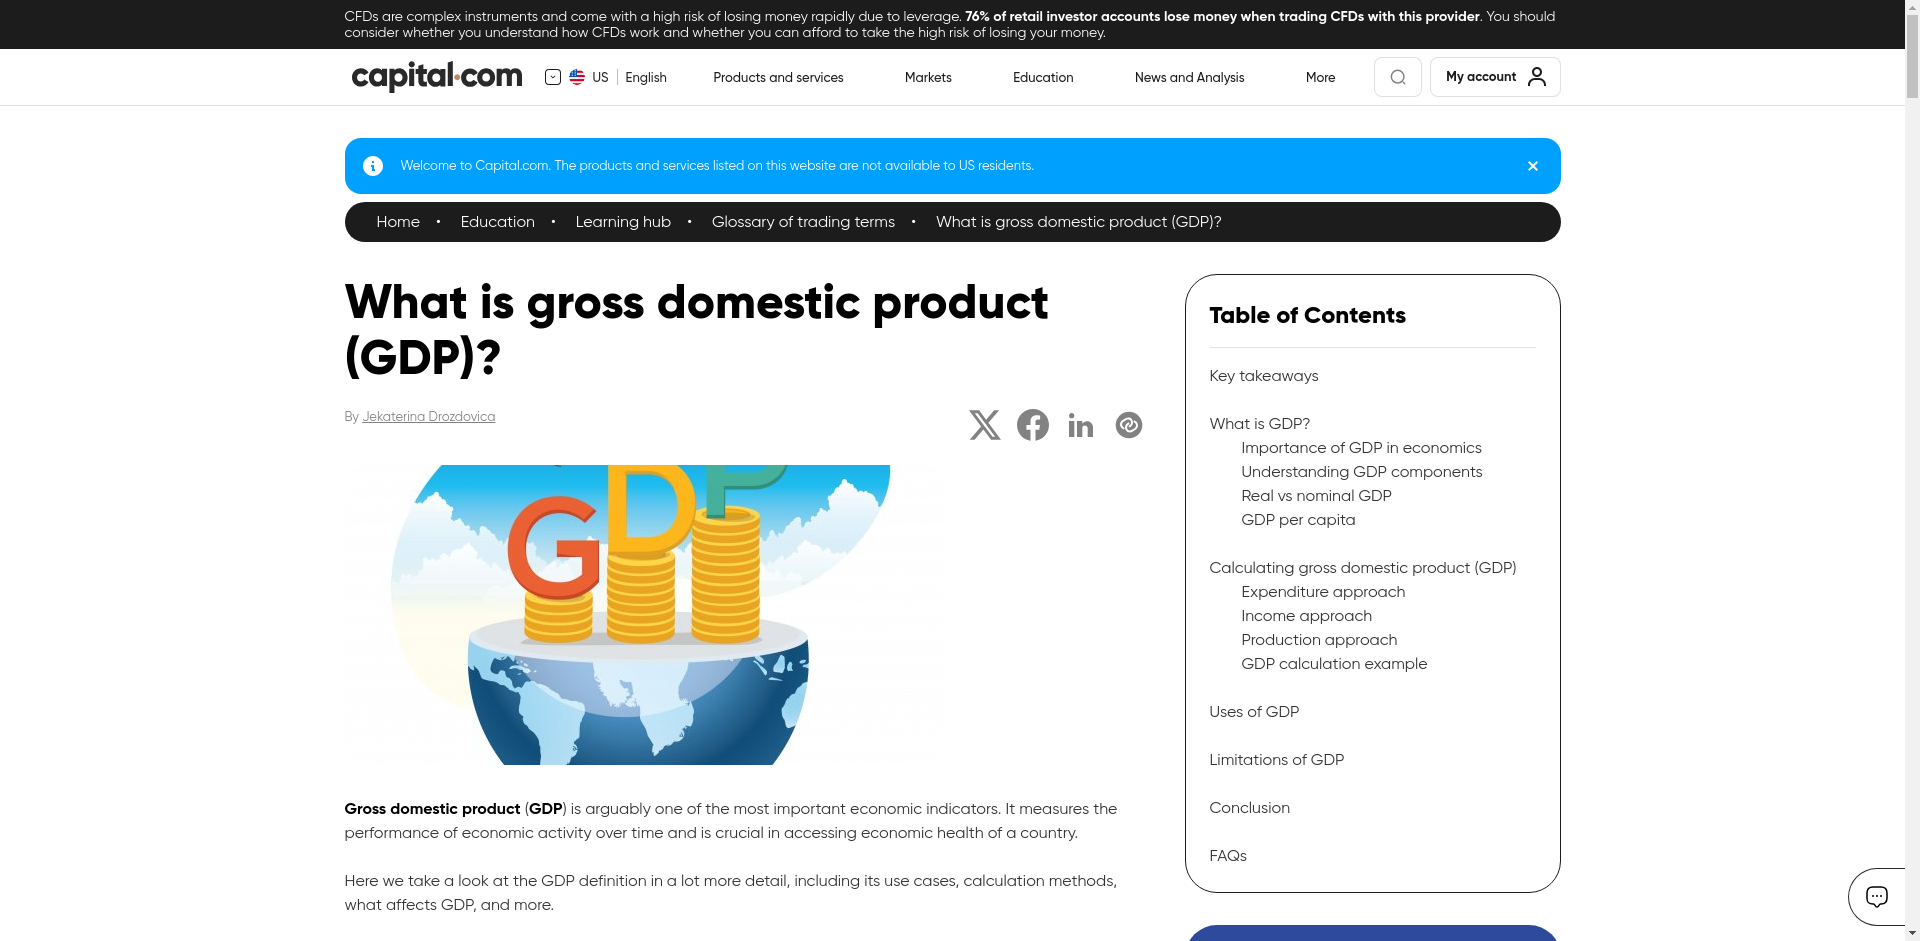 CFDs are complex instruments and come with a high risk of losing money rapidly due to leverage. 76% of retail investor accounts lose money when trading CFDs with this provider. You should
consider whether you understand how CFDs work and whether you can afford to take the high risk of losing your money.
capital.com
US English
Products and services
Markets
Education
News and Analysis
More
My account
Welcome to Capital.com. The products and services listed on this website are not available to US residents.
Home • Education • Learning hub • Glossary of trading terms • What is gross domestic product (GDP)?
What is gross domestic product
(GDP)?
By Jekaterina Drozdovica
GDP
Gross domestic product (GDP) is arguably one of the most important economic indicators. It measures the
performance of economic activity over time and is crucial in accessing economic health of a country.
Here we take a look at the GDP definition in a lot more detail, including its use cases, calculation methods,
what affects GDP, and more.
Table of Contents
Key takeaways
What is GDP?
Importance of GDP in economics
Understanding GDP components
Real vs nominal GDP
GDP per capita
Calculating gross domestic product (GDP)
Expenditure approach
Income approach
Production approach
GDP calculation example
Uses of GDP
Limitations of GDP
Conclusion
FAQs